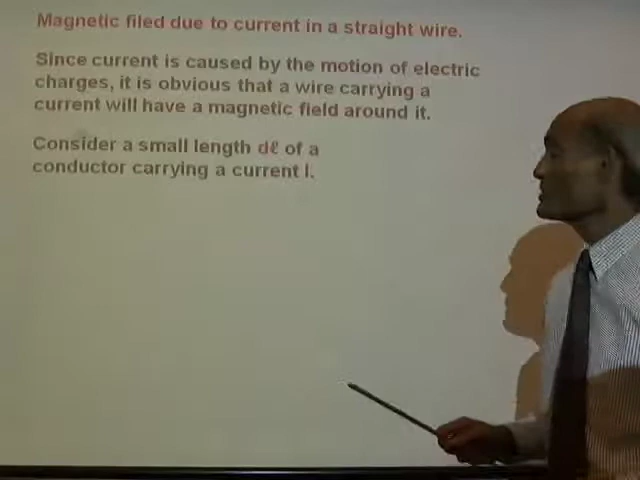 Magnetic filed due to current in a straight wire.
Since current is caused by the motion of electric
charges, it is obvious that a wire carrying a
current will have a magnetic field around it.
Consider a small length dℓ of a
conductor carrying a current I.